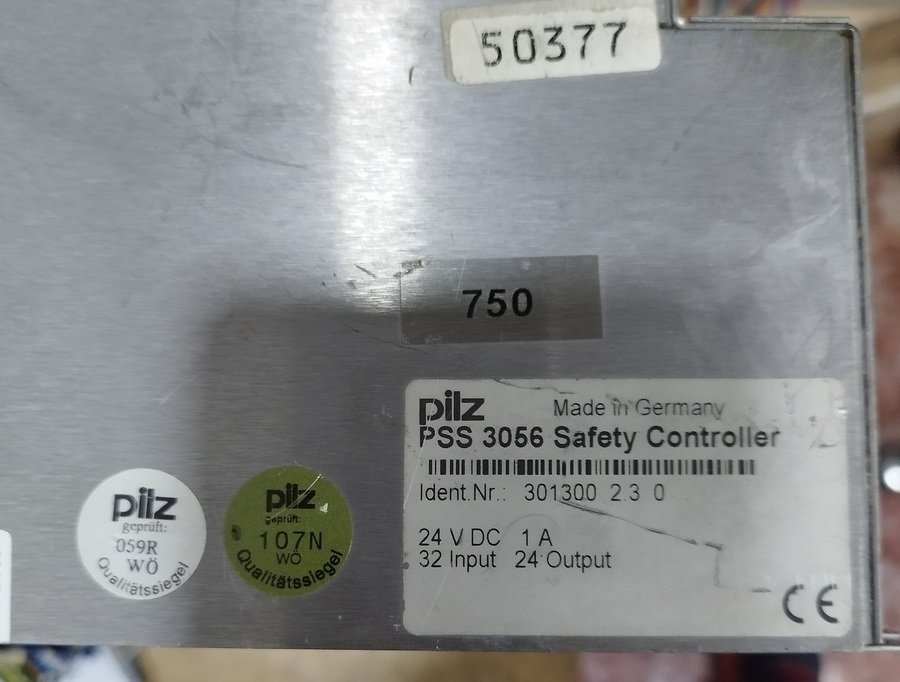 50377
750
pilz
Made in Germany
PSS 3056 Safety Controller
Ident.Nr.: 301300 2.3 0
24 V DC 1 A
32 Input 24 Output
CE
pilz
geprüft:
059R
WÖ
Qualitätssiegel
pilz
geprüft:
107N
WÖ
Qualitätssiegel